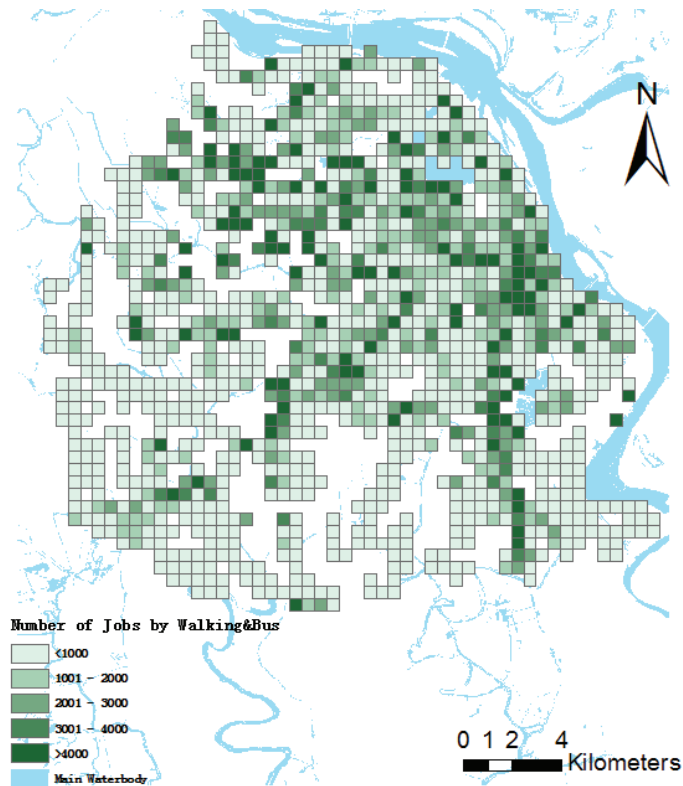 N
Number of Jobs by Walking&Bus
<1000
1001 - 2000
2001 - 3000
3001 - 4000
>4000
Main Waterbody
0 1 2 4
Kilometers